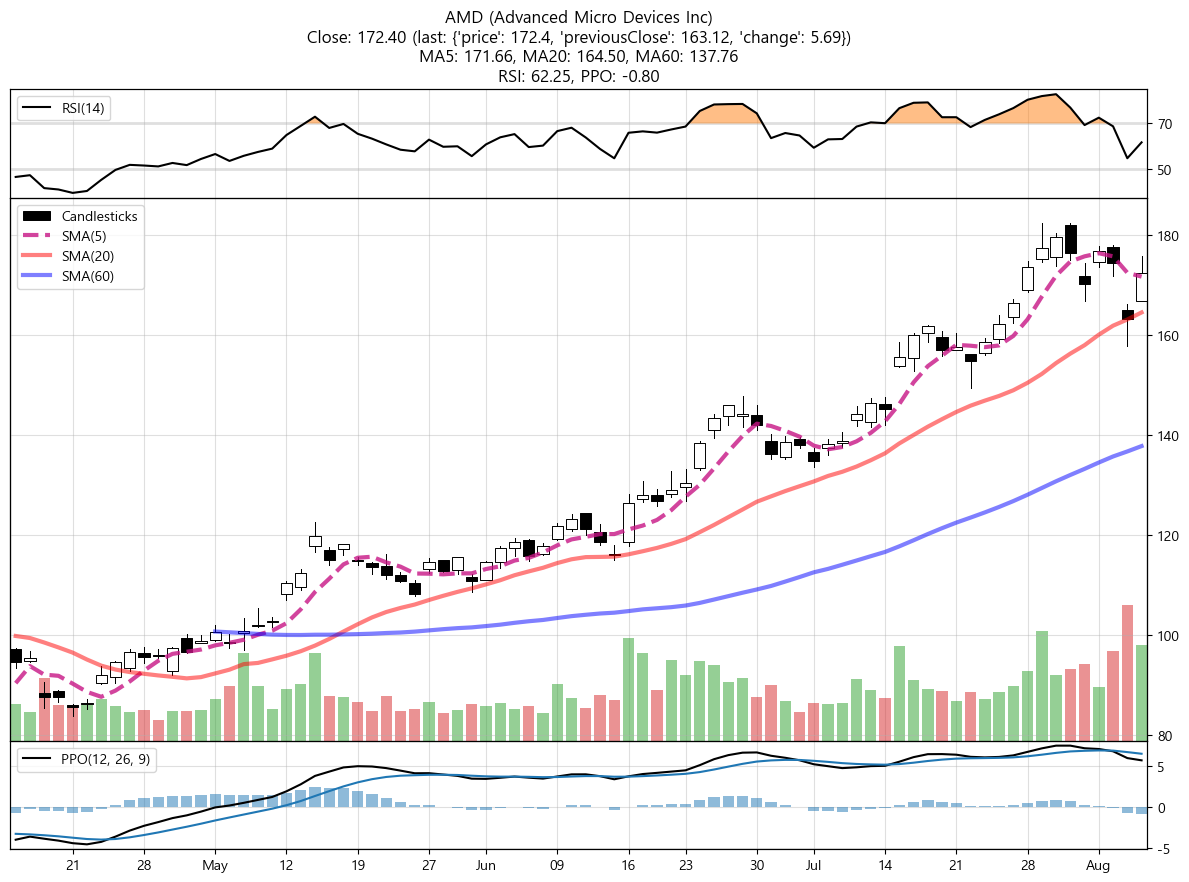 AMD (Advanced Micro Devices Inc)
Close: 172.40 (last: {'price': 172.4, 'previousClose': 163.12, 'change': 5.69})
MA5: 171.66, MA20: 164.50, MA60: 137.76
RSI: 62.25, PPO: -0.80
RSI(14)
70
50
Candlesticks
SMA(5)
SMA(20)
SMA(60)
180
160
140
120
100
80
PPO(12, 26, 9)
5
0
-5
21 28 May 12 19 27 Jun 09 16 23 30 Jul 14 21 28 Aug